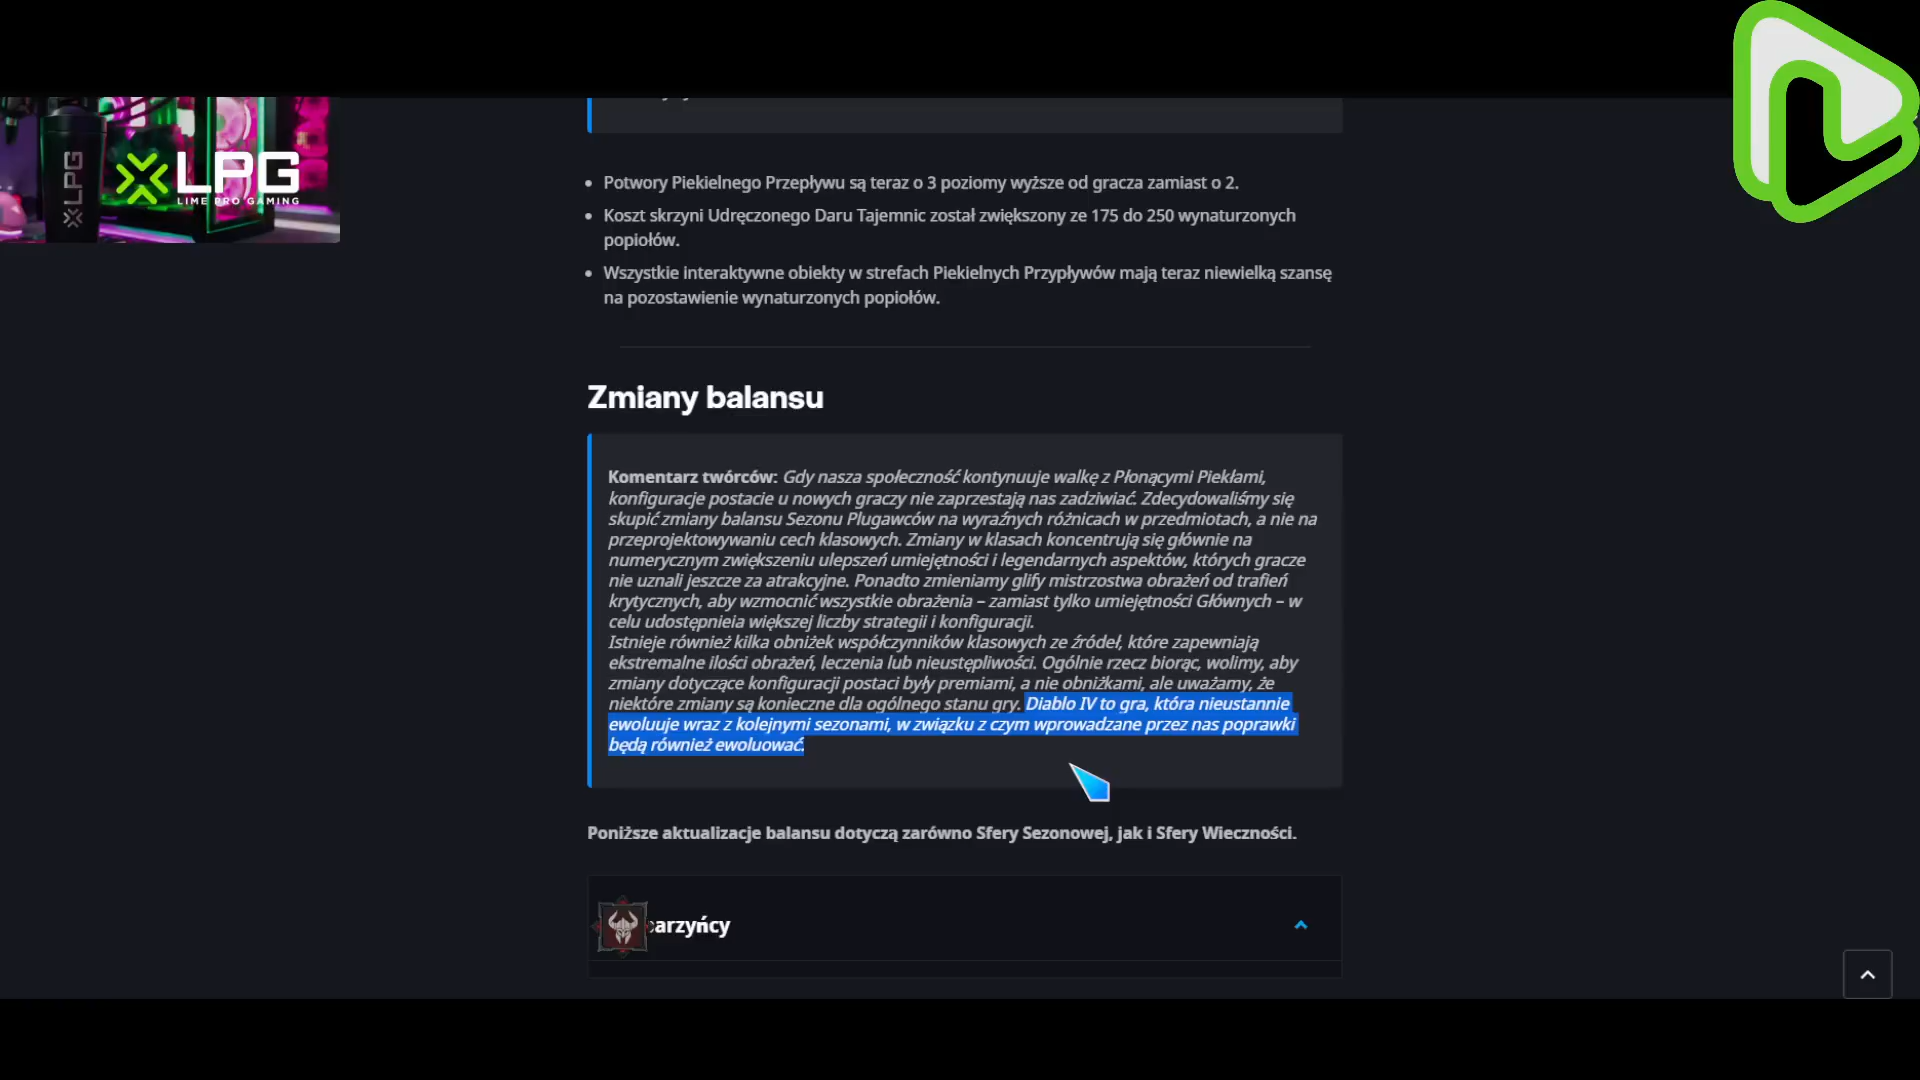 LPG
LPG
LIME PRO GAMING
Potwory Piekielnego Przepływu są teraz o 3 poziomy wyższe od gracza zamiast o 2.
Koszt skrzyni Udręczonego Daru Tajemnic został zwiększony ze 175 do 250 wynaturzonych
popiołów.
Wszystkie interaktywne obiekty w strefach Piekielnych Przypływów mają teraz niewielką szansę
na pozostawienie wynaturzonych popiołów.
Zmiany balansu
Komentarz twórców: Gdy nasza społeczność kontynuuje walkę z Płonącymi Piekłami,
konfiguracje postacie u nowych graczy nie zaprzestają nas zadziwiać. Zdecydowaliśmy się
skupić zmiany balansu Sezonu Plugawców na wyraźnych różnicach w przedmiotach, a nie na
przeprojektowywaniu cech klasowych. Zmiany w klasach koncentrują się głównie na
numerycznym zwiększeniu ulepszeń umiejętności i legendarnych aspektów, których gracze
nie uznali jeszcze za atrakcyjne. Ponadto zmieniamy glify mistrzostwa obrażeń od trafień
krytycznych, aby wzmocnić wszystkie obrażenia – zamiast tylko umiejętności Głównych – w
celu udostępnieia większej liczby strategii i konfiguracji.
Istnieje również kilka obniżek współczynników klasowych ze źródeł, które zapewniają
ekstremalne ilości obrażeń, leczenia lub nieustępliwości. Ogólnie rzecz biorąc, wolimy, aby
zmiany dotyczące konfiguracji postaci były premiami, a nie obniżkami, ale uważamy, że
niektóre zmiany są konieczne dla ogólnego stanu gry. Diablo IV to gra, która nieustannie
ewoluuje wraz z kolejnymi sezonami, w związku z czym wprowadzane przez nas poprawki
będą również ewoluować.
Poniższe aktualizacje balansu dotyczą zarówno Sfery Sezonowej, jak i Sfery Wieczności.
arzyńcy